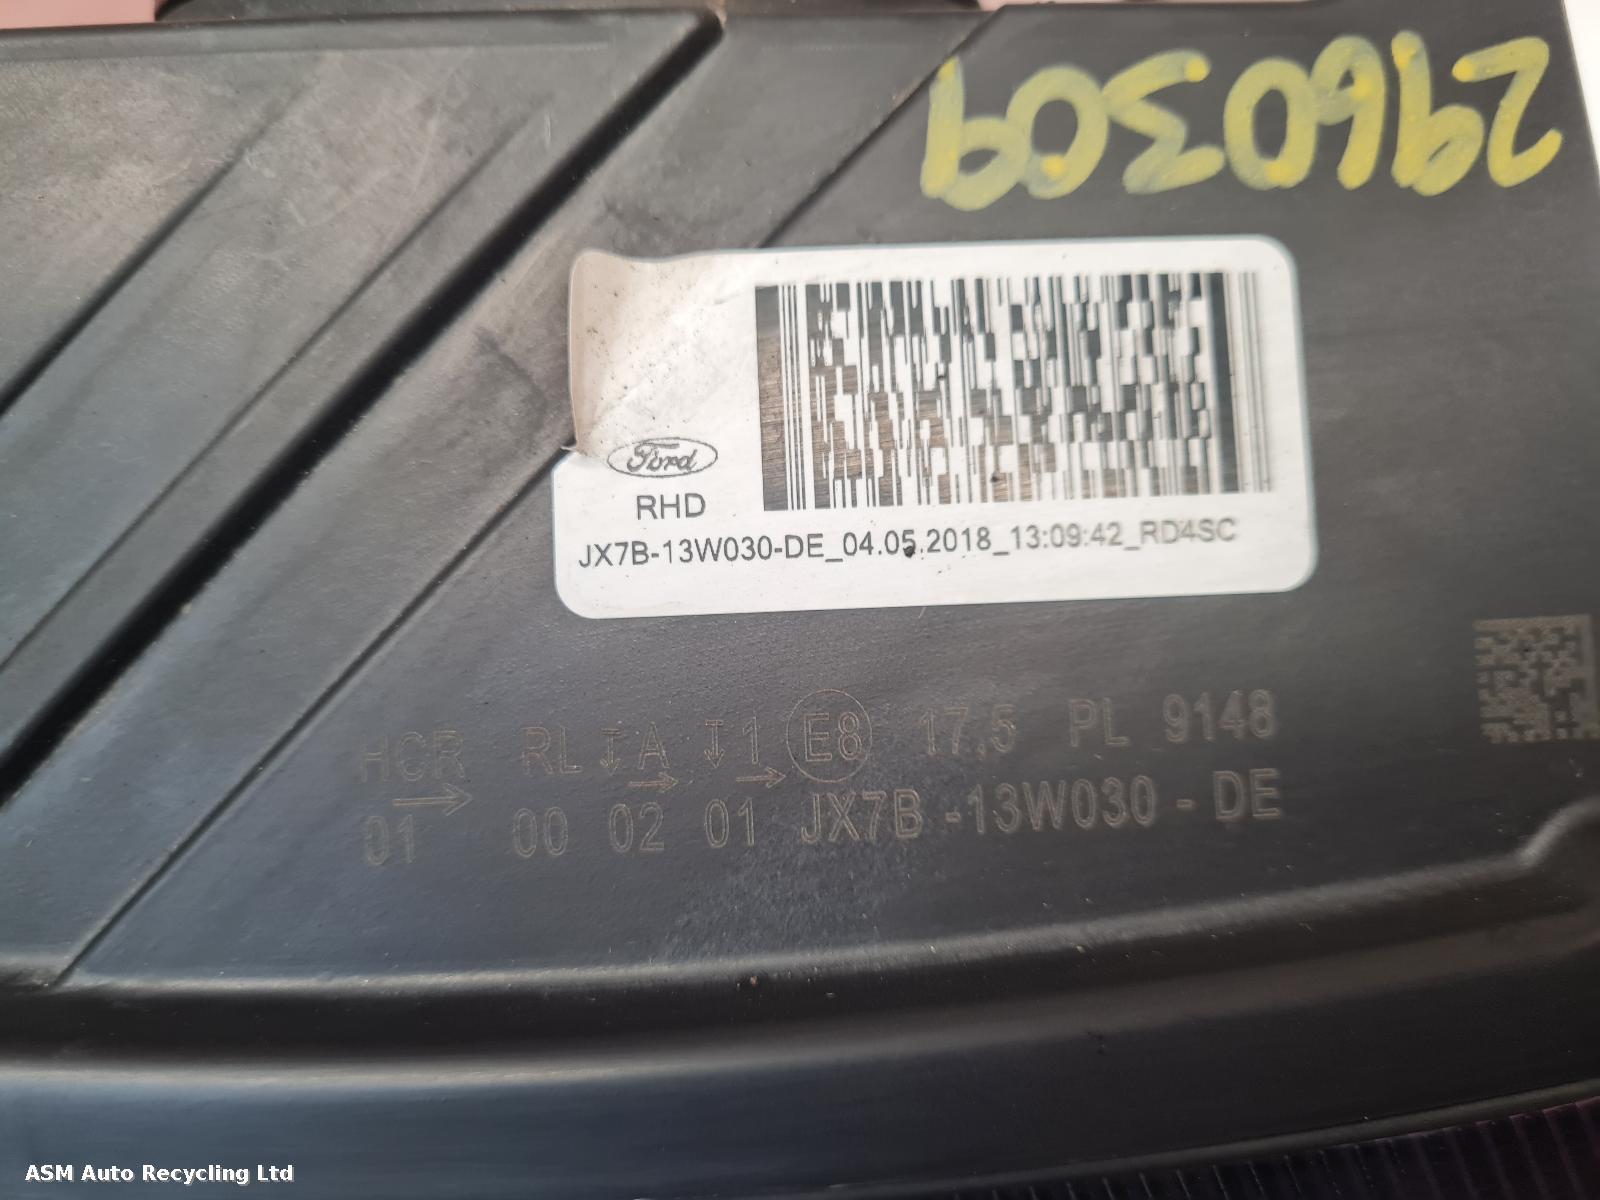 2960309
Ford
RHD
JX7B-13W030-DE_04.05.2018_13:09:42_RD4SC
HCR RL A 1 E8 17,5 PL 9148
01 00 02 01 JX7B -13W030 - DE
ASM Auto Recycling Ltd